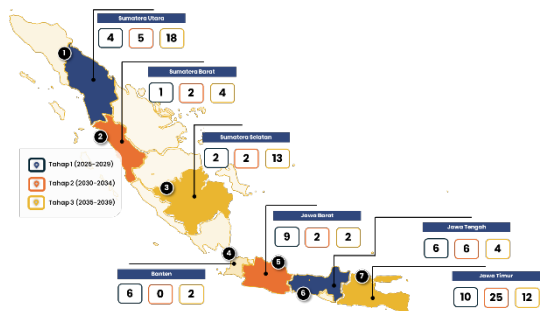 Sumatera Utara
4 5 18
1
Sumatera Barat
1 2 4
2
Sumatera Selatan
2 2 13
Tahap 1 (2025-2029)
Tahap 2 (2030-2034)
Tahap 3 (2035-2039)
3
Jawa Barat
9 2 2
Jawa Tengah
6 6 4
4
5
Banten
6 0 2
6
7
Jawa Timur
10 25 12